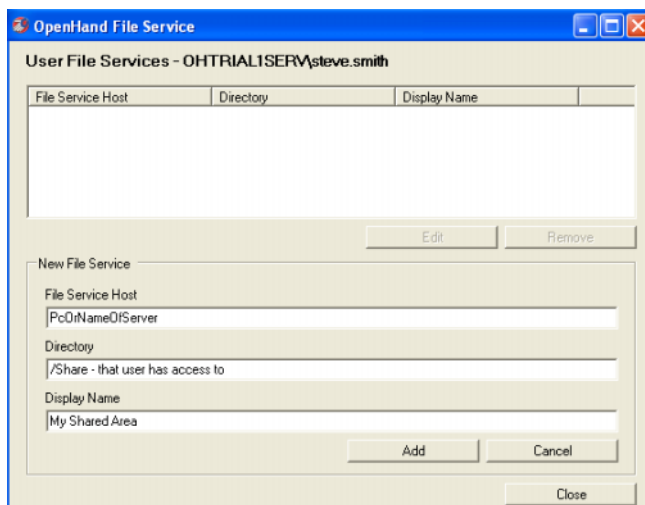 OpenHand File Service
User File Services - OHTRIAL1SERV\steve.smith
File Service Host Directory Display Name
Edit Remove
New File Service
File Service Host
PcOrNameOfServer
Directory
/Share - that user has access to
Display Name
My Shared Area
Add Cancel
Close